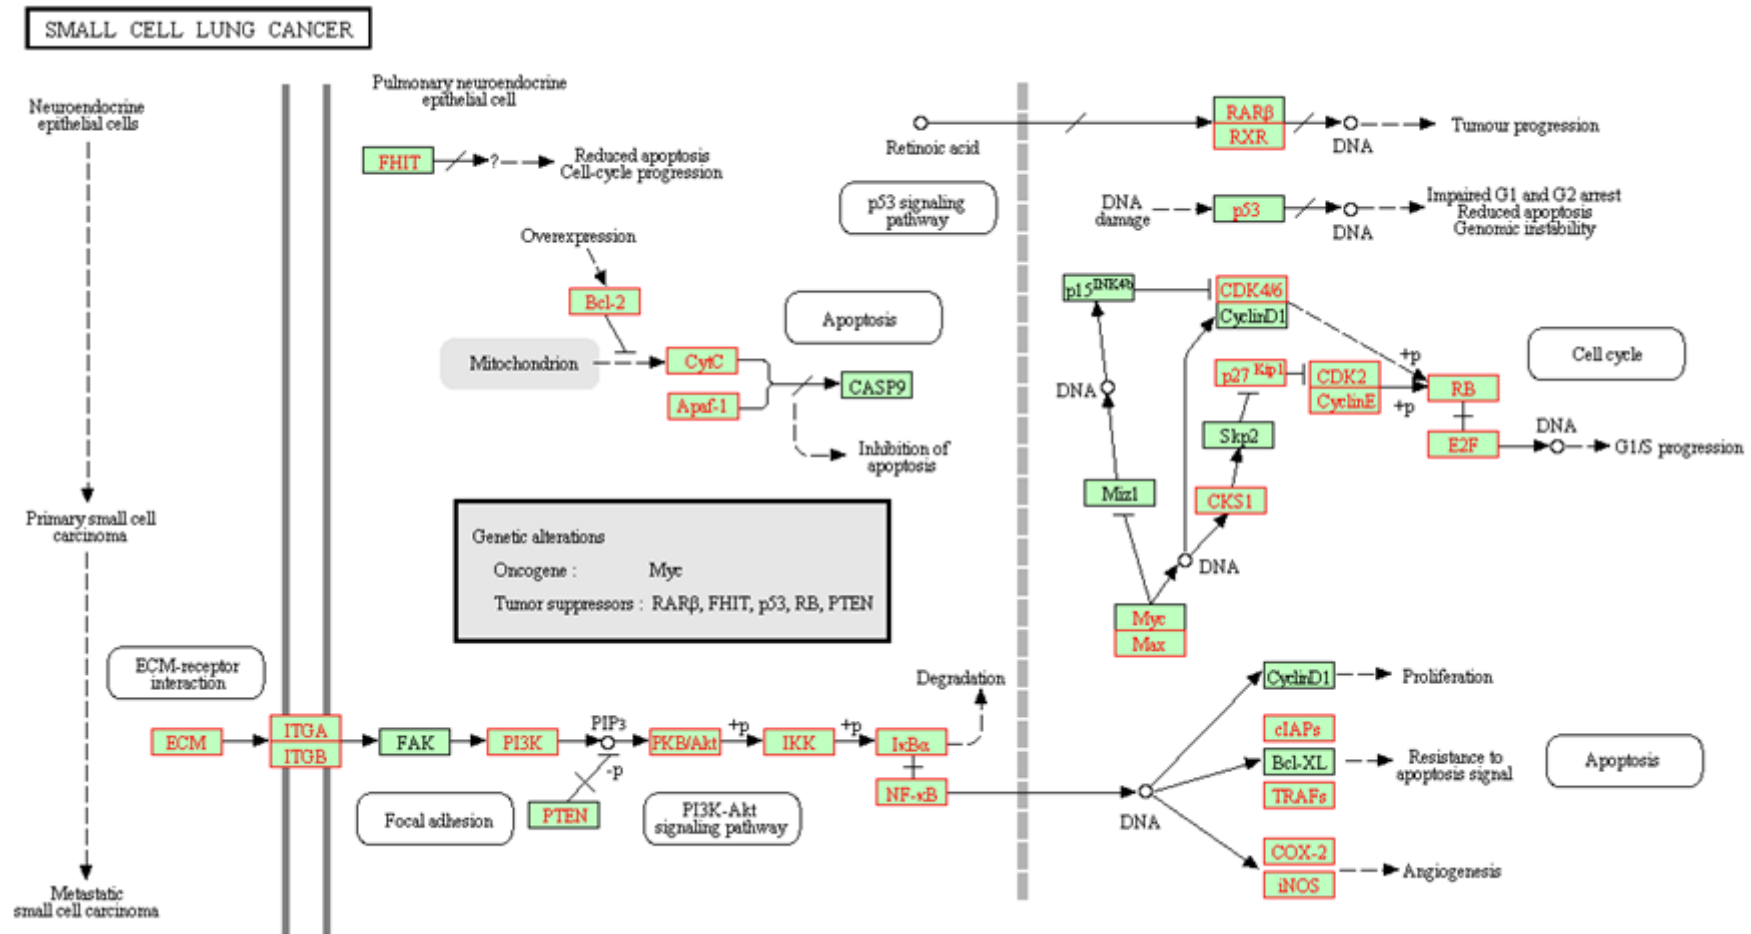 SMALL CELL LUNG CANCER
Neuroendocrine
epithelial cells
Pulmonary neuroendocrine
epithelial cell
FHIT
?
Reduced apoptosis
Cell-cycle progression
Retinoic acid
RARβ
RXR
DNA
Tumour progression
p53 signaling
pathway
DNA
damage
p53
DNA
Impaired G1 and G2 arrest
Reduced apoptosis
Genomic instability
Overexpression
Bcl-2
Apoptosis
Mitochondrion
CytC
Apaf-1
CASP9
Inhibition of
apoptosis
p15INK4b
CDK4/6
CyclinD1
Cell cycle
DNA
p27 Kip1
CDK2
CyclinE
+p
+p
RB
E2F
DNA
G1/S progression
Skp2
Miz1
CKS1
DNA
Myc
Max
Primary small cell
carcinoma
Genetic alterations
Oncogene : Myc
Tumor suppressors : RARβ, FHIT, p53, RB, PTEN
ECM-receptor
interaction
ECM
ITGA
ITGB
FAK
PI3K
PIP3
-p
PTEN
PKB/Akt
+p
IKK
+p
IκBα
Degradation
NF-κB
Focal adhesion
PI3K-Akt
signaling pathway
DNA
CyclinD1
Proliferation
cIAPs
Bcl-XL
TRAFs
Resistance to
apoptosis signal
Apoptosis
COX-2
iNOS
Angiogenesis
Metastatic
small cell carcinoma